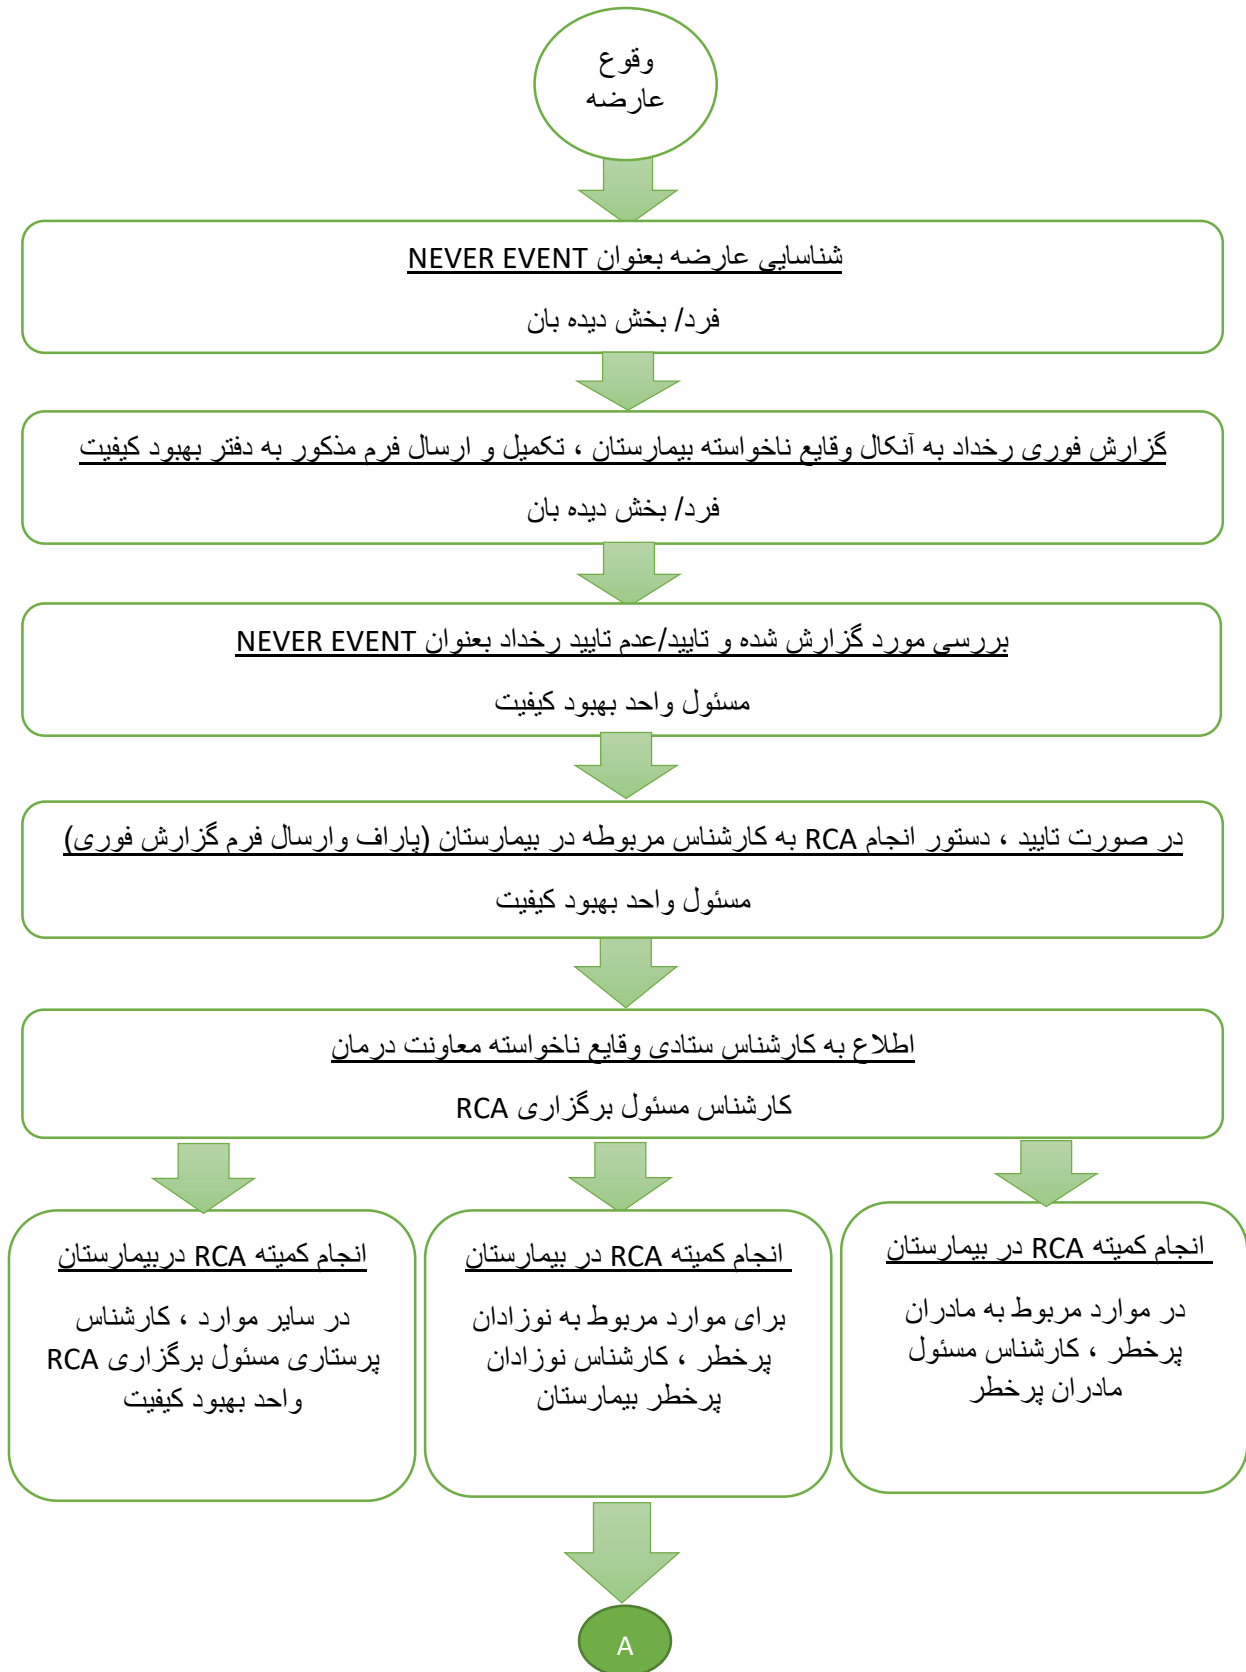 وقوع
عارضه
شناسایی عارضه بعنوان NEVER EVENT
فرد/ بخش دیده بان
گزارش فوری رخداد به آنکال وقایع ناخواسته بیمارستان ، تکمیل و ارسال فرم مذکور به دفتر بهبود کیفیت
فرد/ بخش دیده بان
بررسی مورد گزارش شده و تایید/عدم تایید رخداد بعنوان NEVER EVENT
مسئول واحد بهبود کیفیت
در صورت تایید ، دستور انجام RCA به کارشناس مربوطه در بیمارستان (پاراف وارسال فرم گزارش فوری)
مسئول واحد بهبود کیفیت
اطلاع به کارشناس ستادی وقایع ناخواسته معاونت درمان
کارشناس مسئول برگزاری RCA
انجام کمیته RCA در بیمارستان
در موارد مربوط به مادران
پرخطر ، کارشناس مسئول
مادران پرخطر
انجام کمیته RCA در بیمارستان
برای موارد مربوط به نوزادان
پرخطر ، کارشناس نوزادان
پرخطر بیمارستان
انجام کمیته RCA دربیمارستان
در سایر موارد ، کارشناس
پرستاری مسئول برگزاری RCA
واحد بهبود کیفیت
A